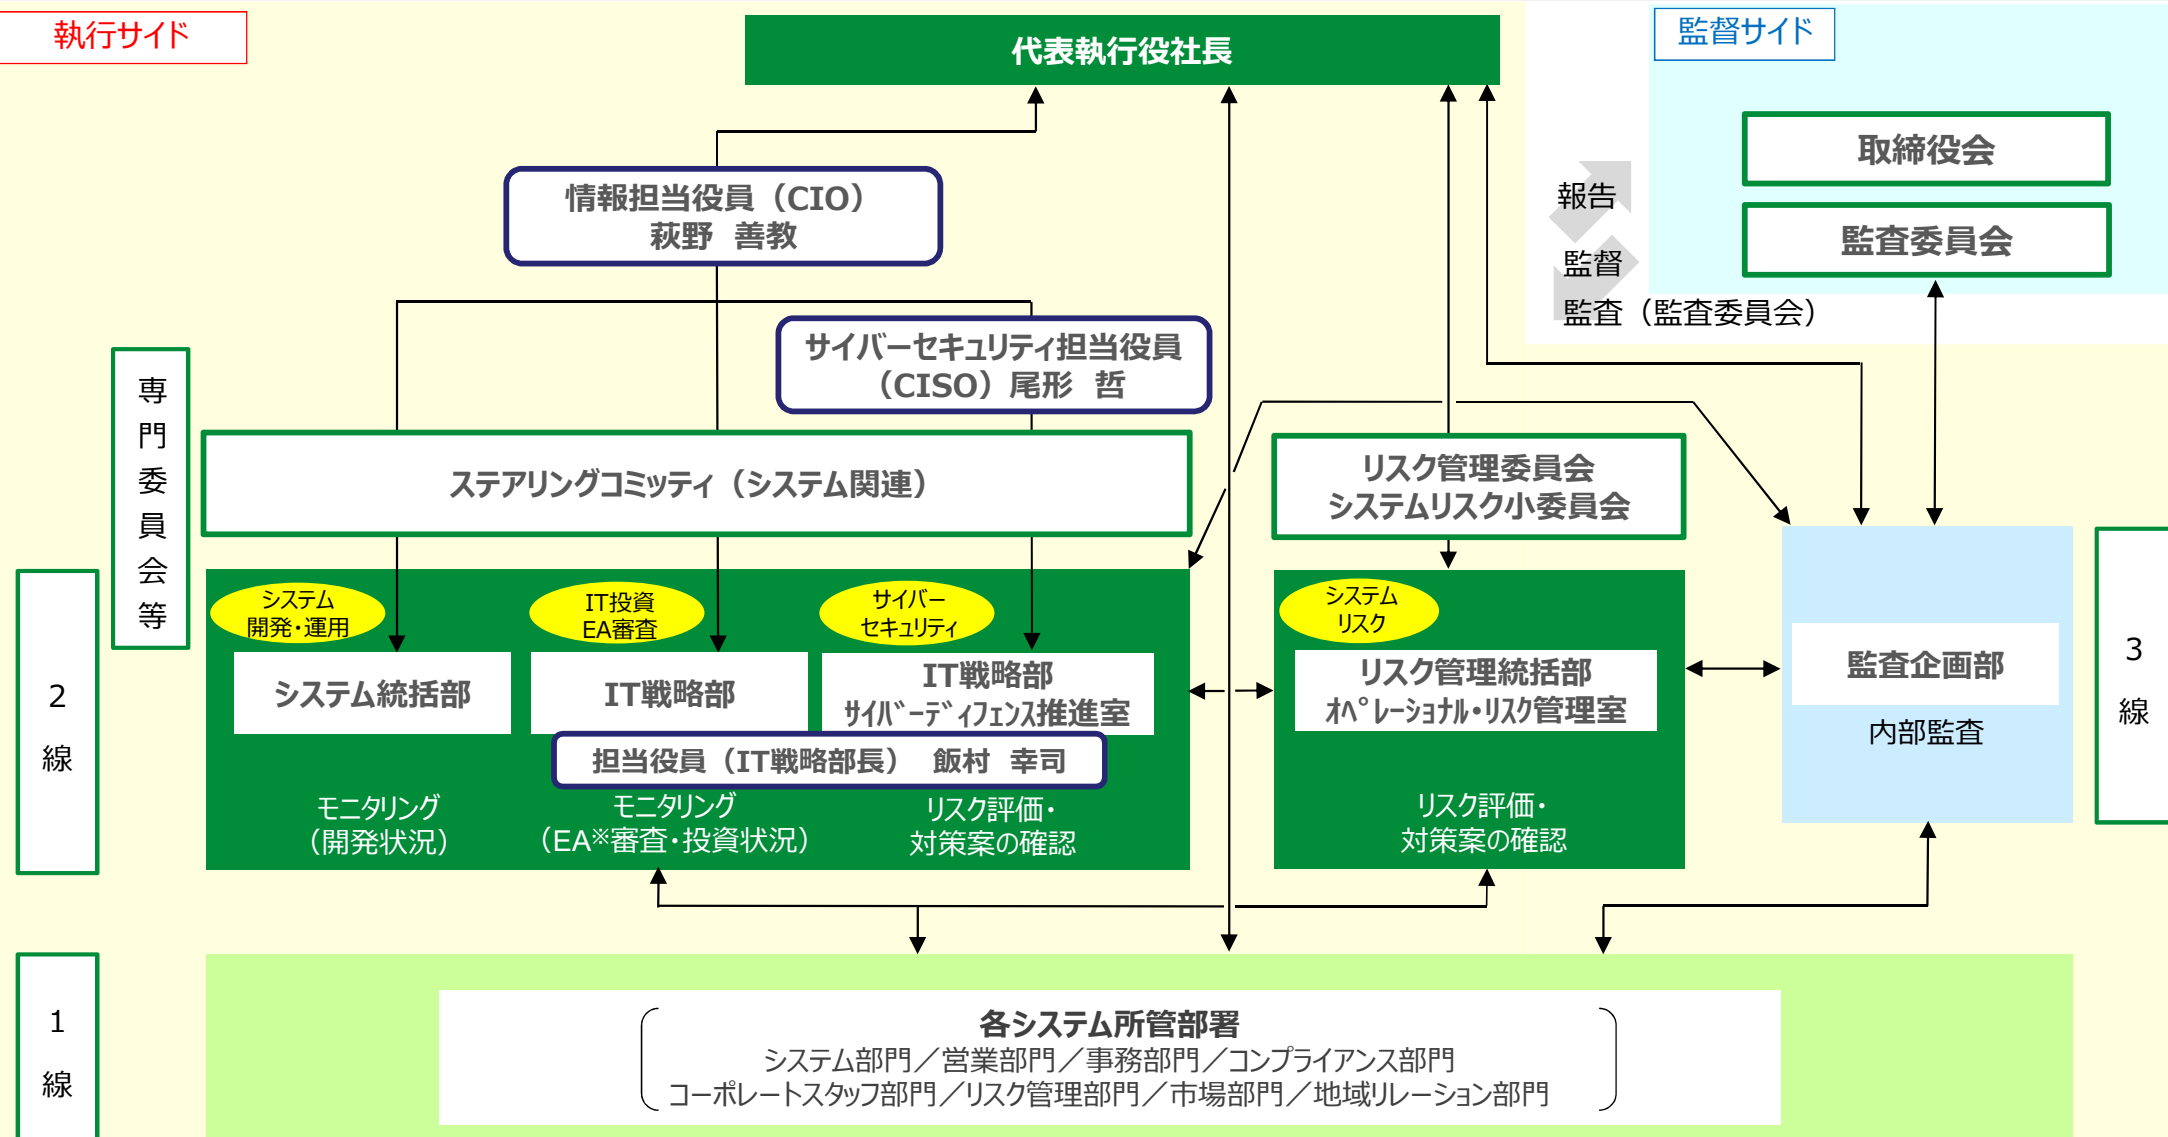 執行サイド
代表執行役社長
監督サイド
取締役会
監査委員会
報告
監督
監査（監査委員会）
情報担当役員（CIO）
萩野　善教
サイバーセキュリティ担当役員
（CISO）尾形　哲
専門委員会等
ステアリングコミッティ（システム関連）
リスク管理委員会
システムリスク小委員会
2線
システム
開発・運用
システム統括部
モニタリング
（開発状況）
IT投資
EA審査
IT戦略部
モニタリング
（EA※審査・投資状況）
サイバー
セキュリティ
IT戦略部
ｻｲﾊﾞｰﾃﾞｨﾌｪﾝｽ推進室
担当役員（IT戦略部長）　飯村　幸司
リスク評価・
対策案の確認
システム
リスク
リスク管理統括部
ｵﾍﾟﾚｰｼｮﾅﾙ・ﾘｽｸ管理室
リスク評価・
対策案の確認
監査企画部
内部監査
3線
1線
各システム所管部署
システム部門／営業部門／事務部門／コンプライアンス部門
コーポレートスタッフ部門／リスク管理部門／市場部門／地域リレーション部門